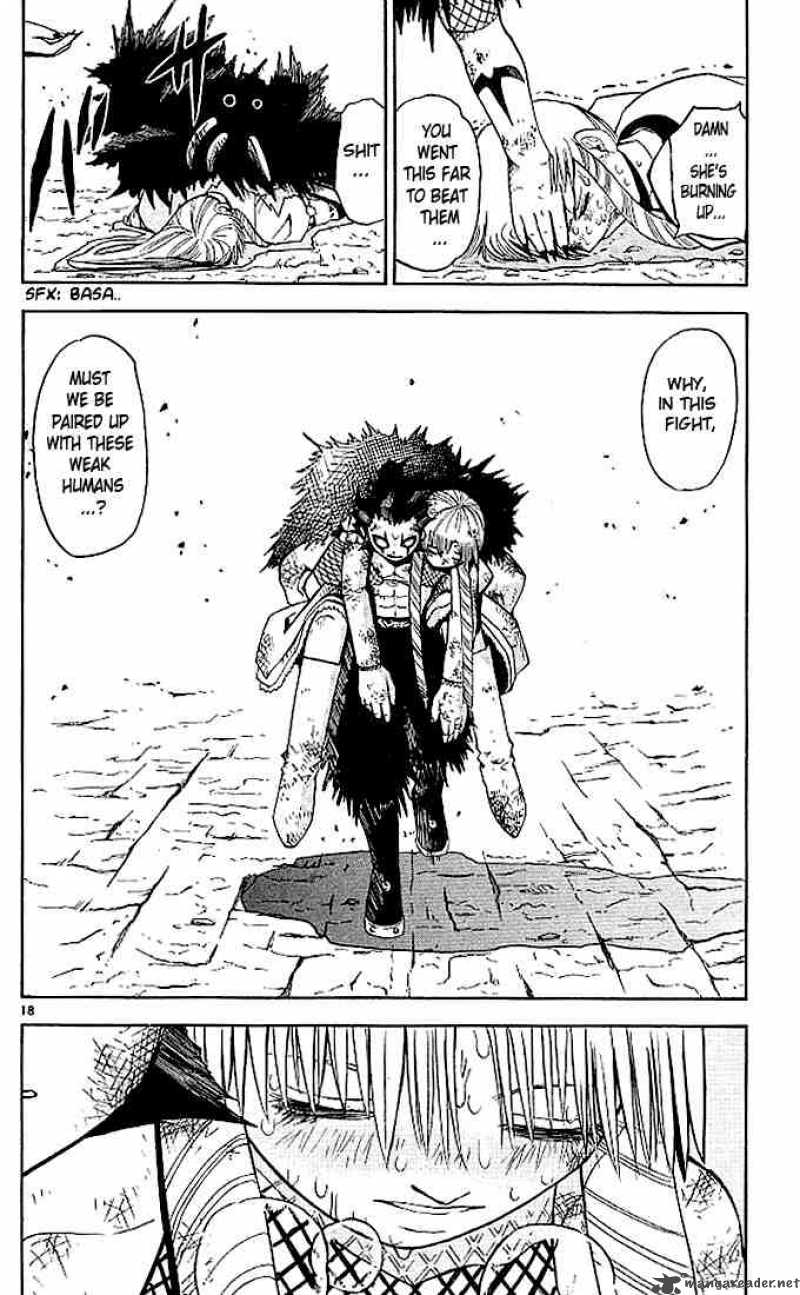 DAMN
...
SHE'S
BURNING
UP...
YOU
WENT
THIS FAR
TO BEAT
THEM
...
SHIT
...
SFX: BASA..
WHY,
IN THIS
FIGHT,
MUST
WE BE
PAIRED UP
WITH THESE
WEAK
HUMANS
...?
18
mangareader.net